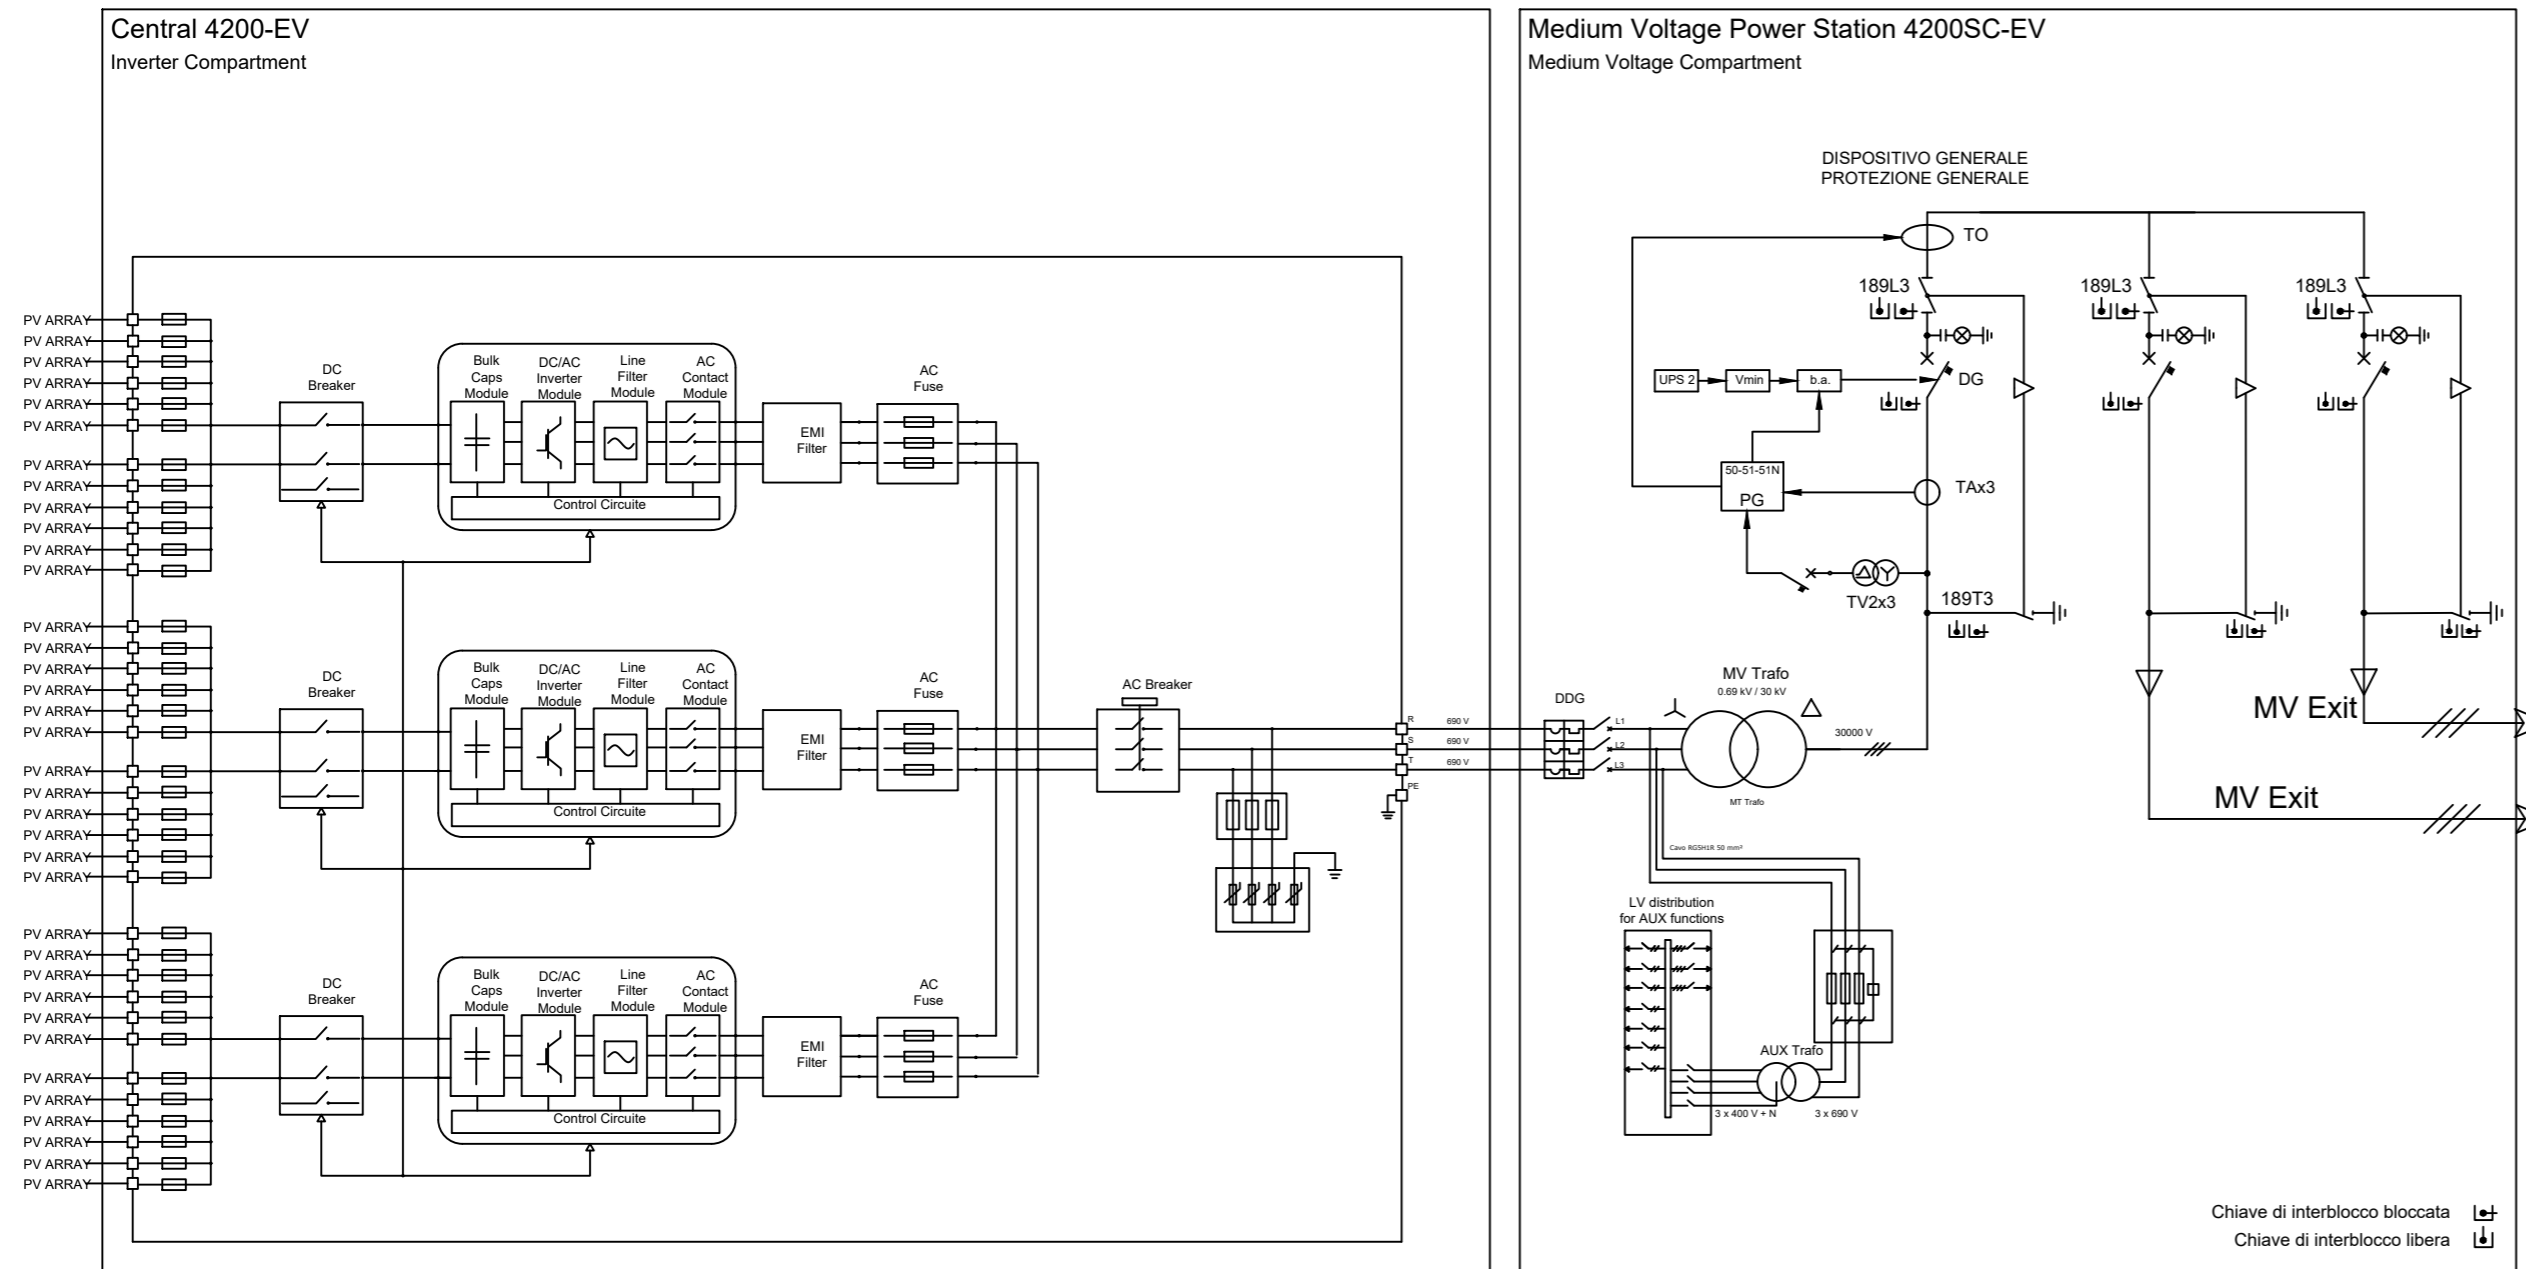 Central 4200-EV
Inverter Compartment
PV ARRAY
PV ARRAY
PV ARRAY
PV ARRAY
PV ARRAY
PV ARRAY
PV ARRAY
PV ARRAY
PV ARRAY
PV ARRAY
PV ARRAY
PV ARRAY
DC
Breaker
Bulk
Caps
Module
DC/AC
Inverter
Module
Line
Filter
Module
AC
Contact
Module
Control Circuite
EMI
Filter
AC
Fuse
PV ARRAY
PV ARRAY
PV ARRAY
PV ARRAY
PV ARRAY
PV ARRAY
PV ARRAY
PV ARRAY
PV ARRAY
PV ARRAY
PV ARRAY
PV ARRAY
DC
Breaker
Bulk
Caps
Module
DC/AC
Inverter
Module
Line
Filter
Module
AC
Contact
Module
Control Circuite
EMI
Filter
AC
Fuse
AC Breaker
PV ARRAY
PV ARRAY
PV ARRAY
PV ARRAY
PV ARRAY
PV ARRAY
PV ARRAY
PV ARRAY
PV ARRAY
PV ARRAY
PV ARRAY
PV ARRAY
DC
Breaker
Bulk
Caps
Module
DC/AC
Inverter
Module
Line
Filter
Module
AC
Contact
Module
Control Circuite
EMI
Filter
AC
Fuse
R
S
T
PE
690 V
690 V
690 V
Medium Voltage Power Station 4200SC-EV
Medium Voltage Compartment
DISPOSITIVO GENERALE
PROTEZIONE GENERALE
TO
189L3
189L3
189L3
UPS 2
Vmin
b.a.
DG
50-51-51N
PG
TAx3
TV2x3
189T3
DDG
L1
L2
L3
MV Trafo
0.69 kV / 30 kV
30000 V
MT Trafo
MV Exit
MV Exit
Cavo RG5H1R 50 mm²
LV distribution
for AUX functions
AUX Trafo
3 x 400 V + N
3 x 690 V
Chiave di interblocco bloccata
Chiave di interblocco libera